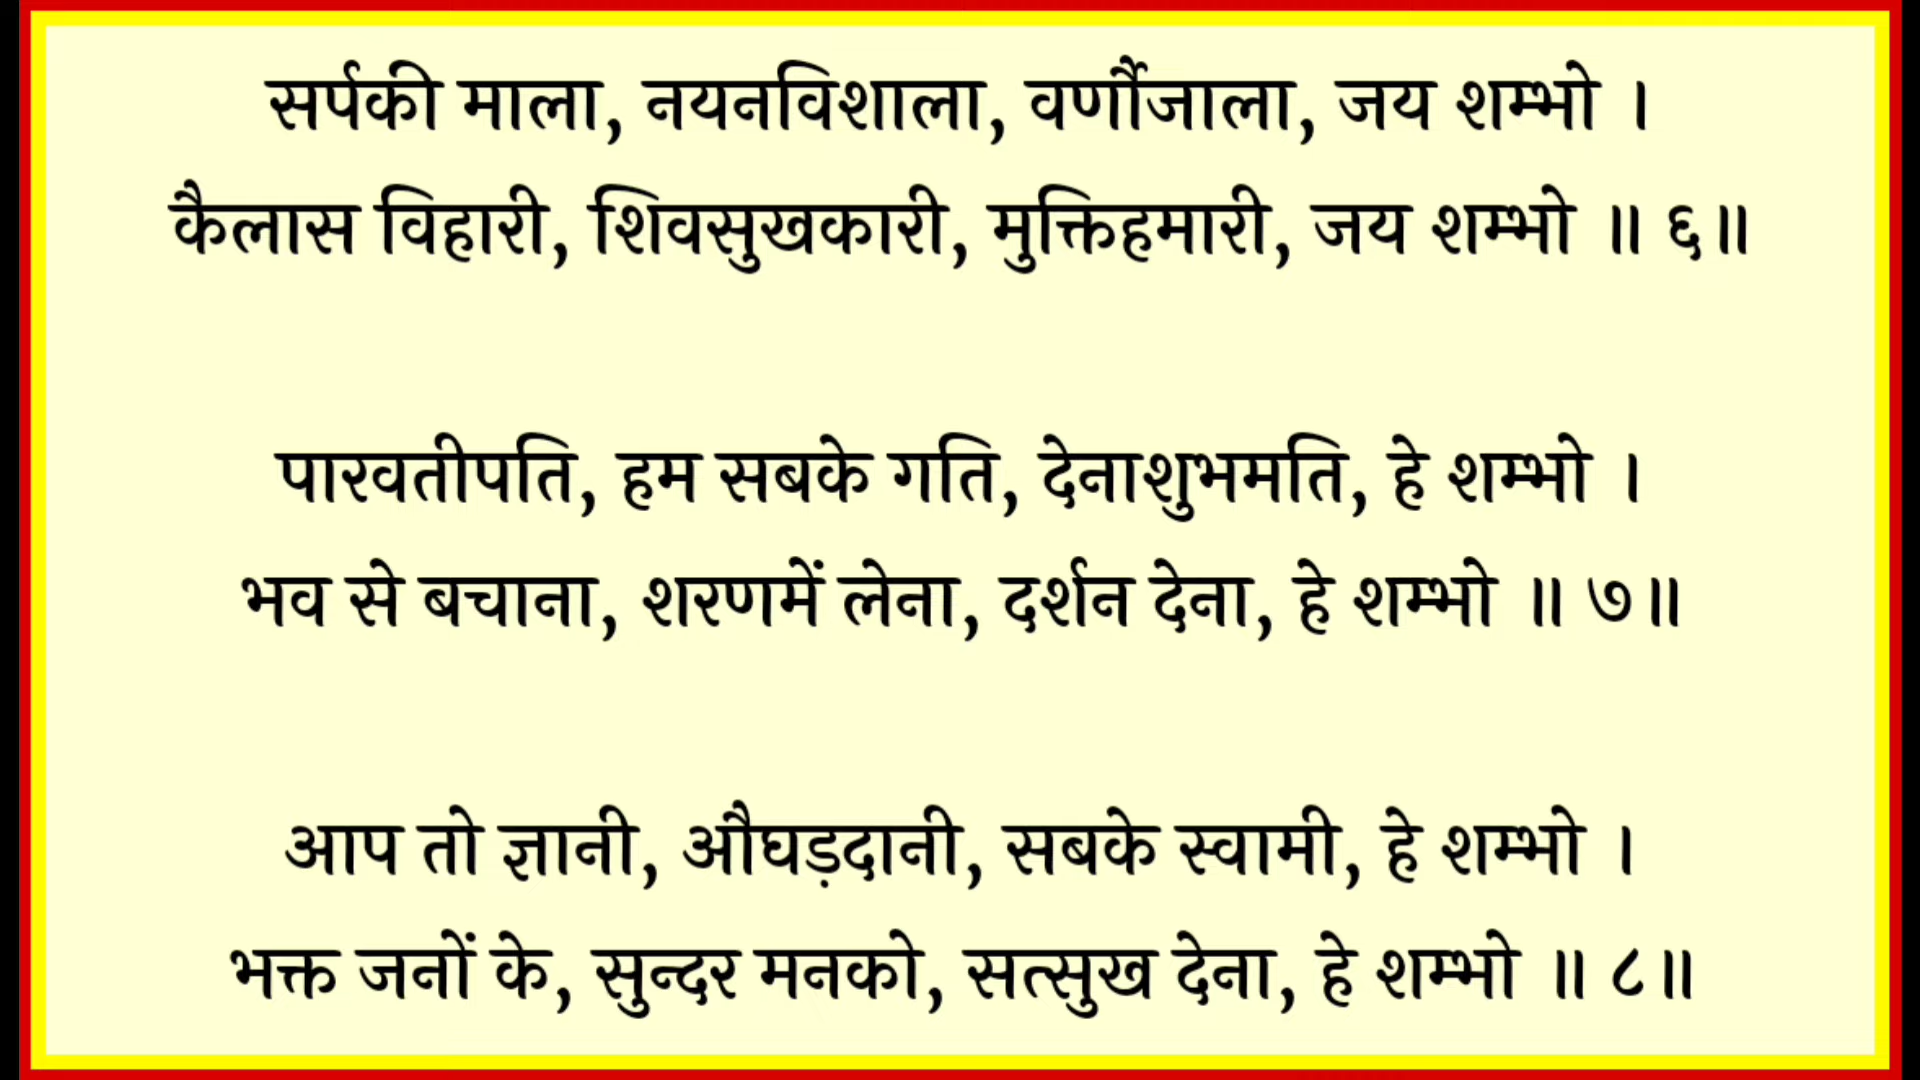 सर्पकी माला, नयनविशाला, वर्णौजाला, जय शम्भो ।
कैलास विहारी, शिवसुखकारी, मुक्तिहमारी, जय शम्भो ॥ ६॥
पारवतीपति, हम सबके गति, देनाशुभमति, हे शम्भो ।
भव से बचाना, शरणमें लेना, दर्शन देना, हे शम्भो ॥ ७॥
आप तो ज्ञानी, औघड़दानी, सबके स्वामी, हे शम्भो ।
भक्त जनों के, सुन्दर मनको, सत्सुख देना, हे शम्भो ॥ ८॥